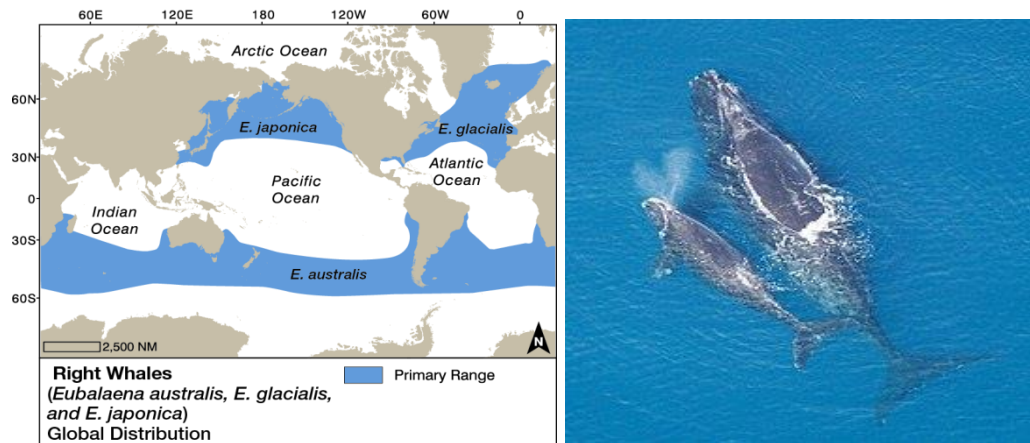 60E 120E 180 120W 60W 0
Arctic Ocean
60N
E. japonica
E. glacialis
30N
Atlantic
Ocean
Pacific
Ocean
0
Indian
Ocean
30S
E. australis
60S
2,500 NM
N
Right Whales
(Eubalaena australis, E. glacialis,
and E. japonica)
Global Distribution
Primary Range